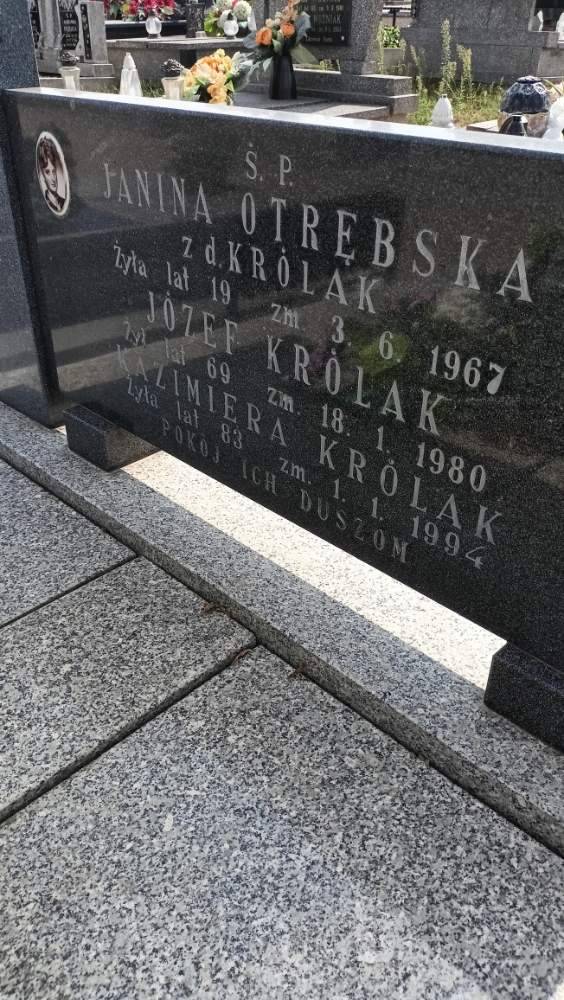 Ś. P.
JANINA OTRĘBSKA
z d. KRÓLAK
żyła lat 19 zm. 3. 6. 1967
JÓZEF KRÓLAK
żył lat 69 zm. 18. 1. 1980
KAZIMIERA KRÓLAK
żyła lat 83 zm. 1. 1. 1994
POKÓJ ICH DUSZOM